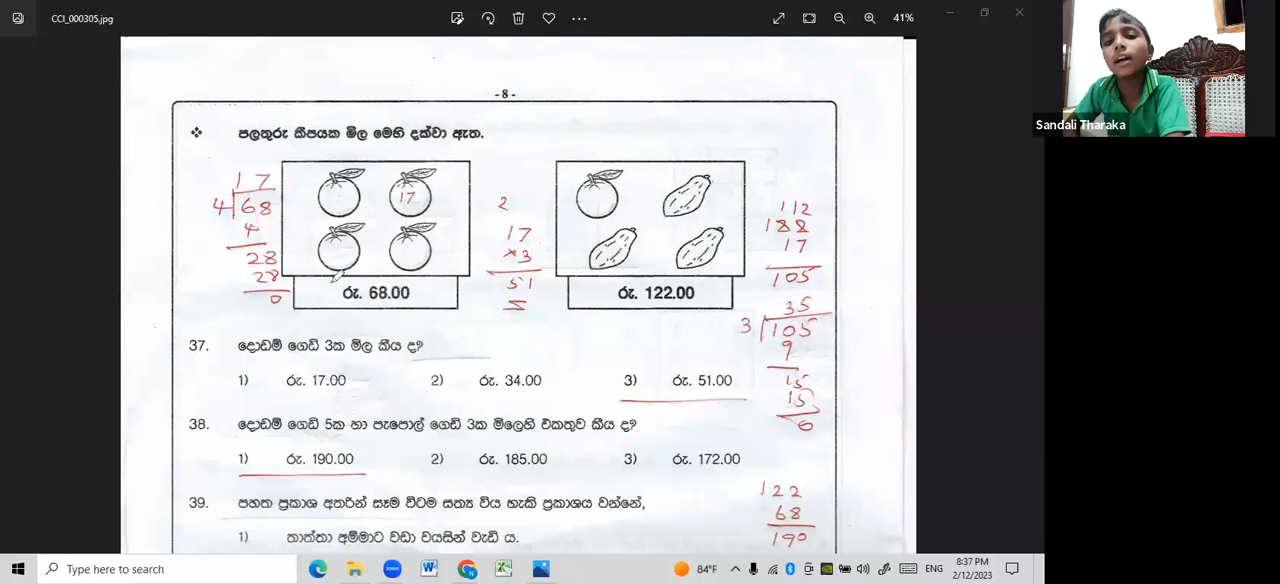 CCI_000305.jpg
41%
Sandali Tharaka
- 8 -
❖ පලතුරු කීපයක මිල මෙහි දක්වා ඇත.
17
4 68
4
28
28
0
17
රු. 68.00
2
17
×3
51
රු. 122.00
112
122
17
105
35
3 105
9
15
15
0
37. දොඩම් ගෙඩි 3ක මිල කීය ද?
1) රු. 17.00 2) රු. 34.00 3) රු. 51.00
38. දොඩම් ගෙඩි 5ක හා පැපොල් ගෙඩි 3ක මිලෙහි එකතුව කීය ද?
1) රු. 190.00 2) රු. 185.00 3) රු. 172.00
122
68
190
39. පහත ප්‍රකාශ අතරින් සෑම විටම සත්‍ය විය හැකි ප්‍රකාශය වන්නේ,
1) තාත්තා අම්මාට වඩා වයසින් වැඩි ය.
Type here to search
zoom
84°F
ENG
8:37 PM
2/12/2023